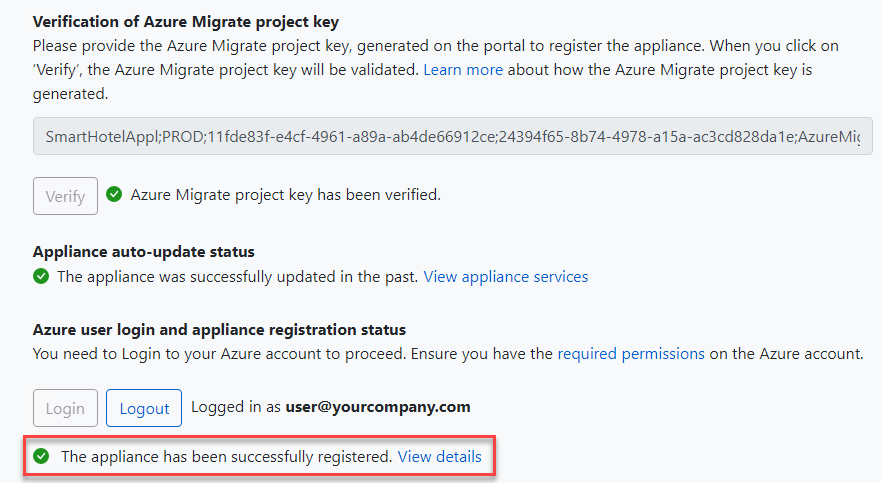 Verification of Azure Migrate project key
Please provide the Azure Migrate project key, generated on the portal to register the appliance. When you click on
‘Verify’, the Azure Migrate project key will be validated. Learn more about how the Azure Migrate project key is
generated.
SmartHotelAppl;PROD;11fde83f-e4cf-4961-a89a-ab4de66912ce;24394f65-8b74-4978-a15a-ac3cd828da1e;AzureMig
Verify Azure Migrate project key has been verified.
Appliance auto-update status
The appliance was successfully updated in the past. View appliance services
Azure user login and appliance registration status
You need to Login to your Azure account to proceed. Ensure you have the required permissions on the Azure account.
Login Logout Logged in as user@yourcompany.com
The appliance has been successfully registered. View details